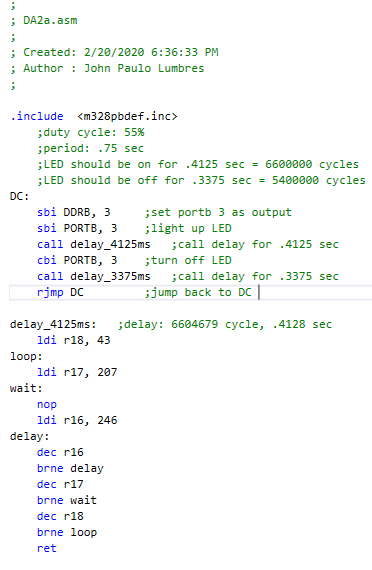 ;
; DA2a.asm
;
; Created: 2/20/2020 6:36:33 PM
; Author : John Paulo Lumbres
;
.include  <m328pbdef.inc>
;duty cycle: 55%
;period: .75 sec
;LED should be on for .4125 sec = 6600000 cycles
;LED should be off for .3375 sec = 5400000 cycles
DC:
sbi DDRB, 3     ;set portb 3 as output
sbi PORTB, 3    ;light up LED
call delay_4125ms   ;call delay for .4125 sec
cbi PORTB, 3    ;turn off LED
call delay_3375ms   ;call delay for .3375 sec
rjmp DC         ;jump back to DC
delay_4125ms:   ;delay: 6604679 cycle, .4128 sec
ldi r18, 43
loop:
ldi r17, 207
wait:
nop
ldi r16, 246
delay:
dec r16
brne delay
dec r17
brne wait
dec r18
brne loop
ret